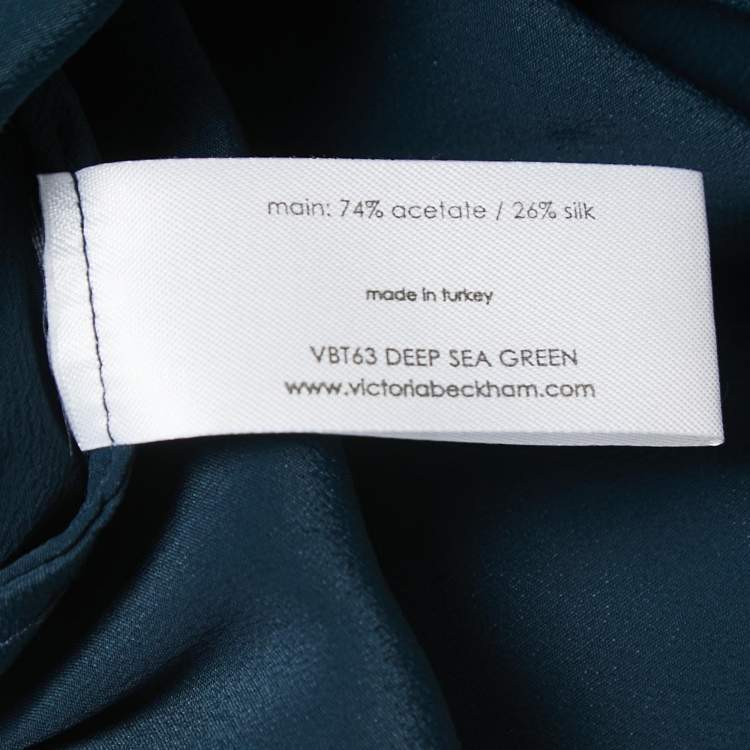 main: 74% acetate / 26% silk
made in turkey
VBT63 DEEP SEA GREEN
www.victoriabeckham.com